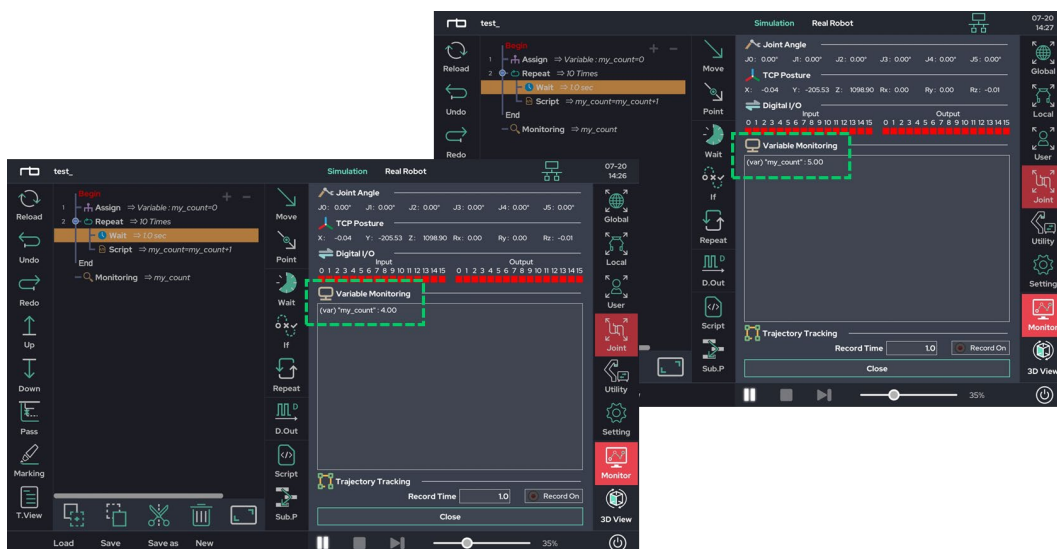 test_
Simulation
Real Robot
07-20
14:27
Reload
Undo
Redo
Begin
1 Assign ⇒ Variable : my_count=0
2 Repeat ⇒ 10 Times
Wait ⇒ 1.0 sec
Script ⇒ my_count=my_count+1
End
Monitoring ⇒ my_count
Move
Point
Wait
If
Repeat
D.Out
Script
Sub.P
Joint Angle
J0: 0.00° J1: 0.00° J2: 0.00° J3: 0.00° J4: 0.00° J5: 0.00°
TCP Posture
X: -0.04 Y: -205.53 Z: 1098.90 Rx: 0.00 Ry: 0.00 Rz: -0.01
Digital I/O
Input Output
0 1 2 3 4 5 6 7 8 9 10 11 12 13 14 15 0 1 2 3 4 5 6 7 8 9 10 11 12 13 14 15
Variable Monitoring
(var) "my_count" : 5.00
Trajectory Tracking
Record Time 1.0 Record On
Close
35%
Global
Local
User
Joint
Utility
Setting
Monitor
3D View
test_
Simulation
Real Robot
07-20
14:26
Reload
Undo
Redo
Up
Down
Pass
Marking
T.View
Begin
1 Assign ⇒ Variable : my_count=0
2 Repeat ⇒ 10 Times
Wait ⇒ 1.0 sec
Script ⇒ my_count=my_count+1
End
Monitoring ⇒ my_count
Move
Point
Wait
If
Repeat
D.Out
Script
Sub.P
Joint Angle
J0: 0.00° J1: 0.00° J2: 0.00° J3: 0.00° J4: 0.00° J5: 0.00°
TCP Posture
X: -0.04 Y: -205.53 Z: 1098.90 Rx: 0.00 Ry: 0.00 Rz: -0.01
Digital I/O
Input Output
0 1 2 3 4 5 6 7 8 9 10 11 12 13 14 15 0 1 2 3 4 5 6 7 8 9 10 11 12 13 14 15
Variable Monitoring
(var) "my_count" : 4.00
Trajectory Tracking
Record Time 1.0 Record On
Close
Load Save Save as New
35%
Global
Local
User
Joint
Utility
Setting
Monitor
3D View